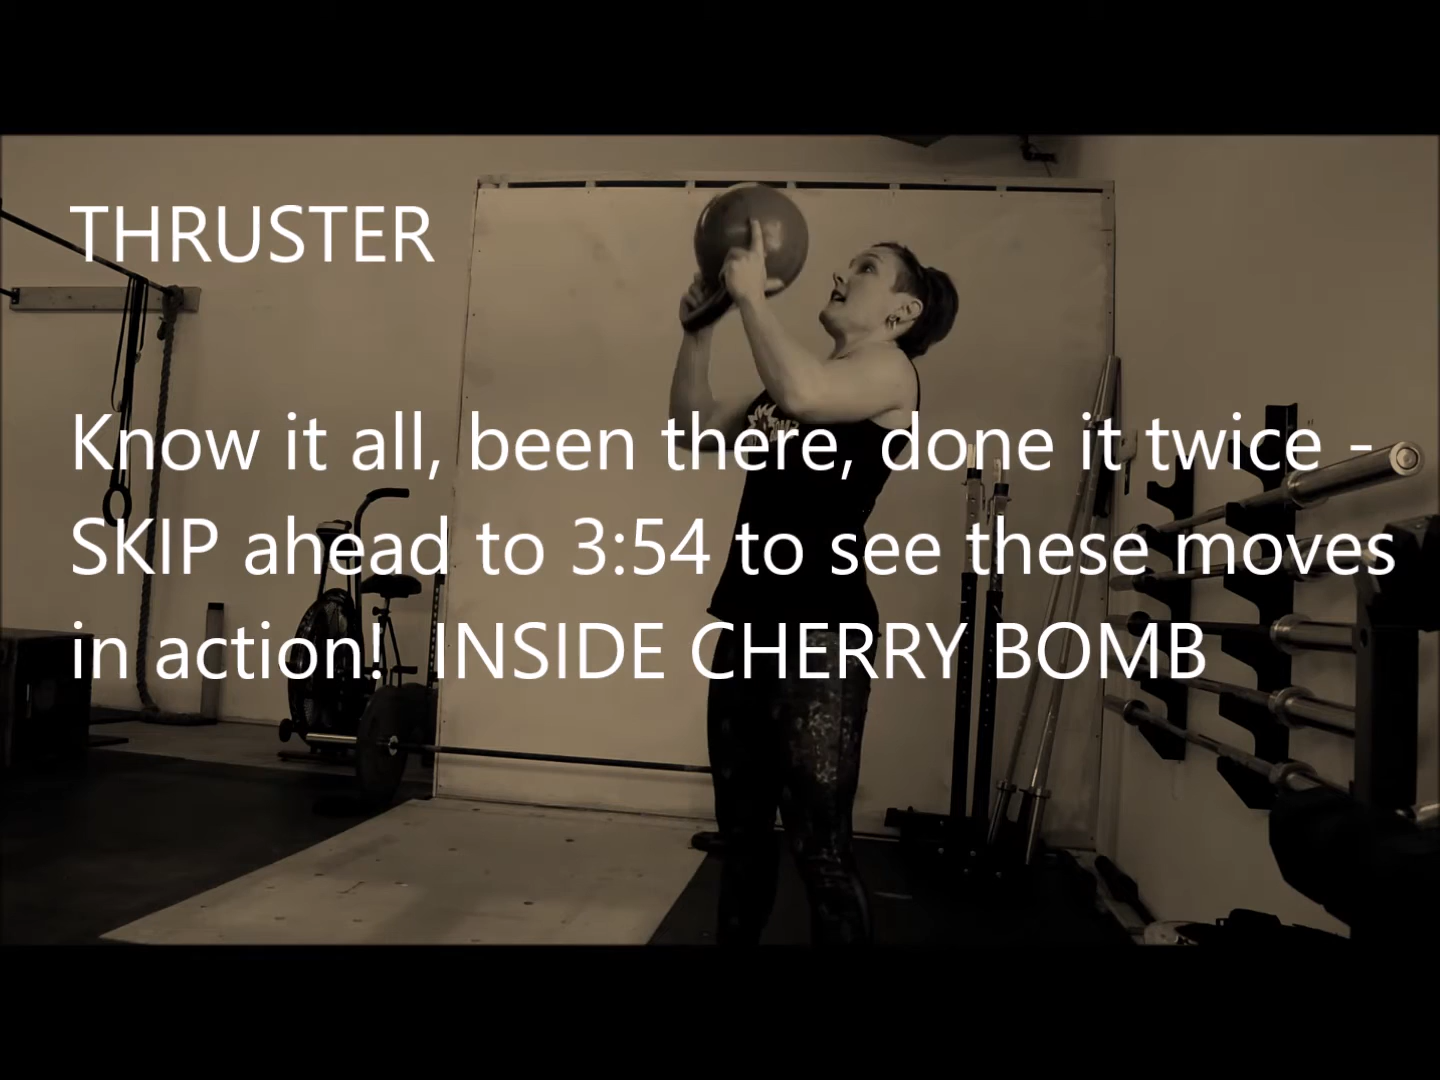 THRUSTER
Know it all, been there, done it twice -
SKIP ahead to 3:54 to see these moves
in action!  INSIDE CHERRY BOMB